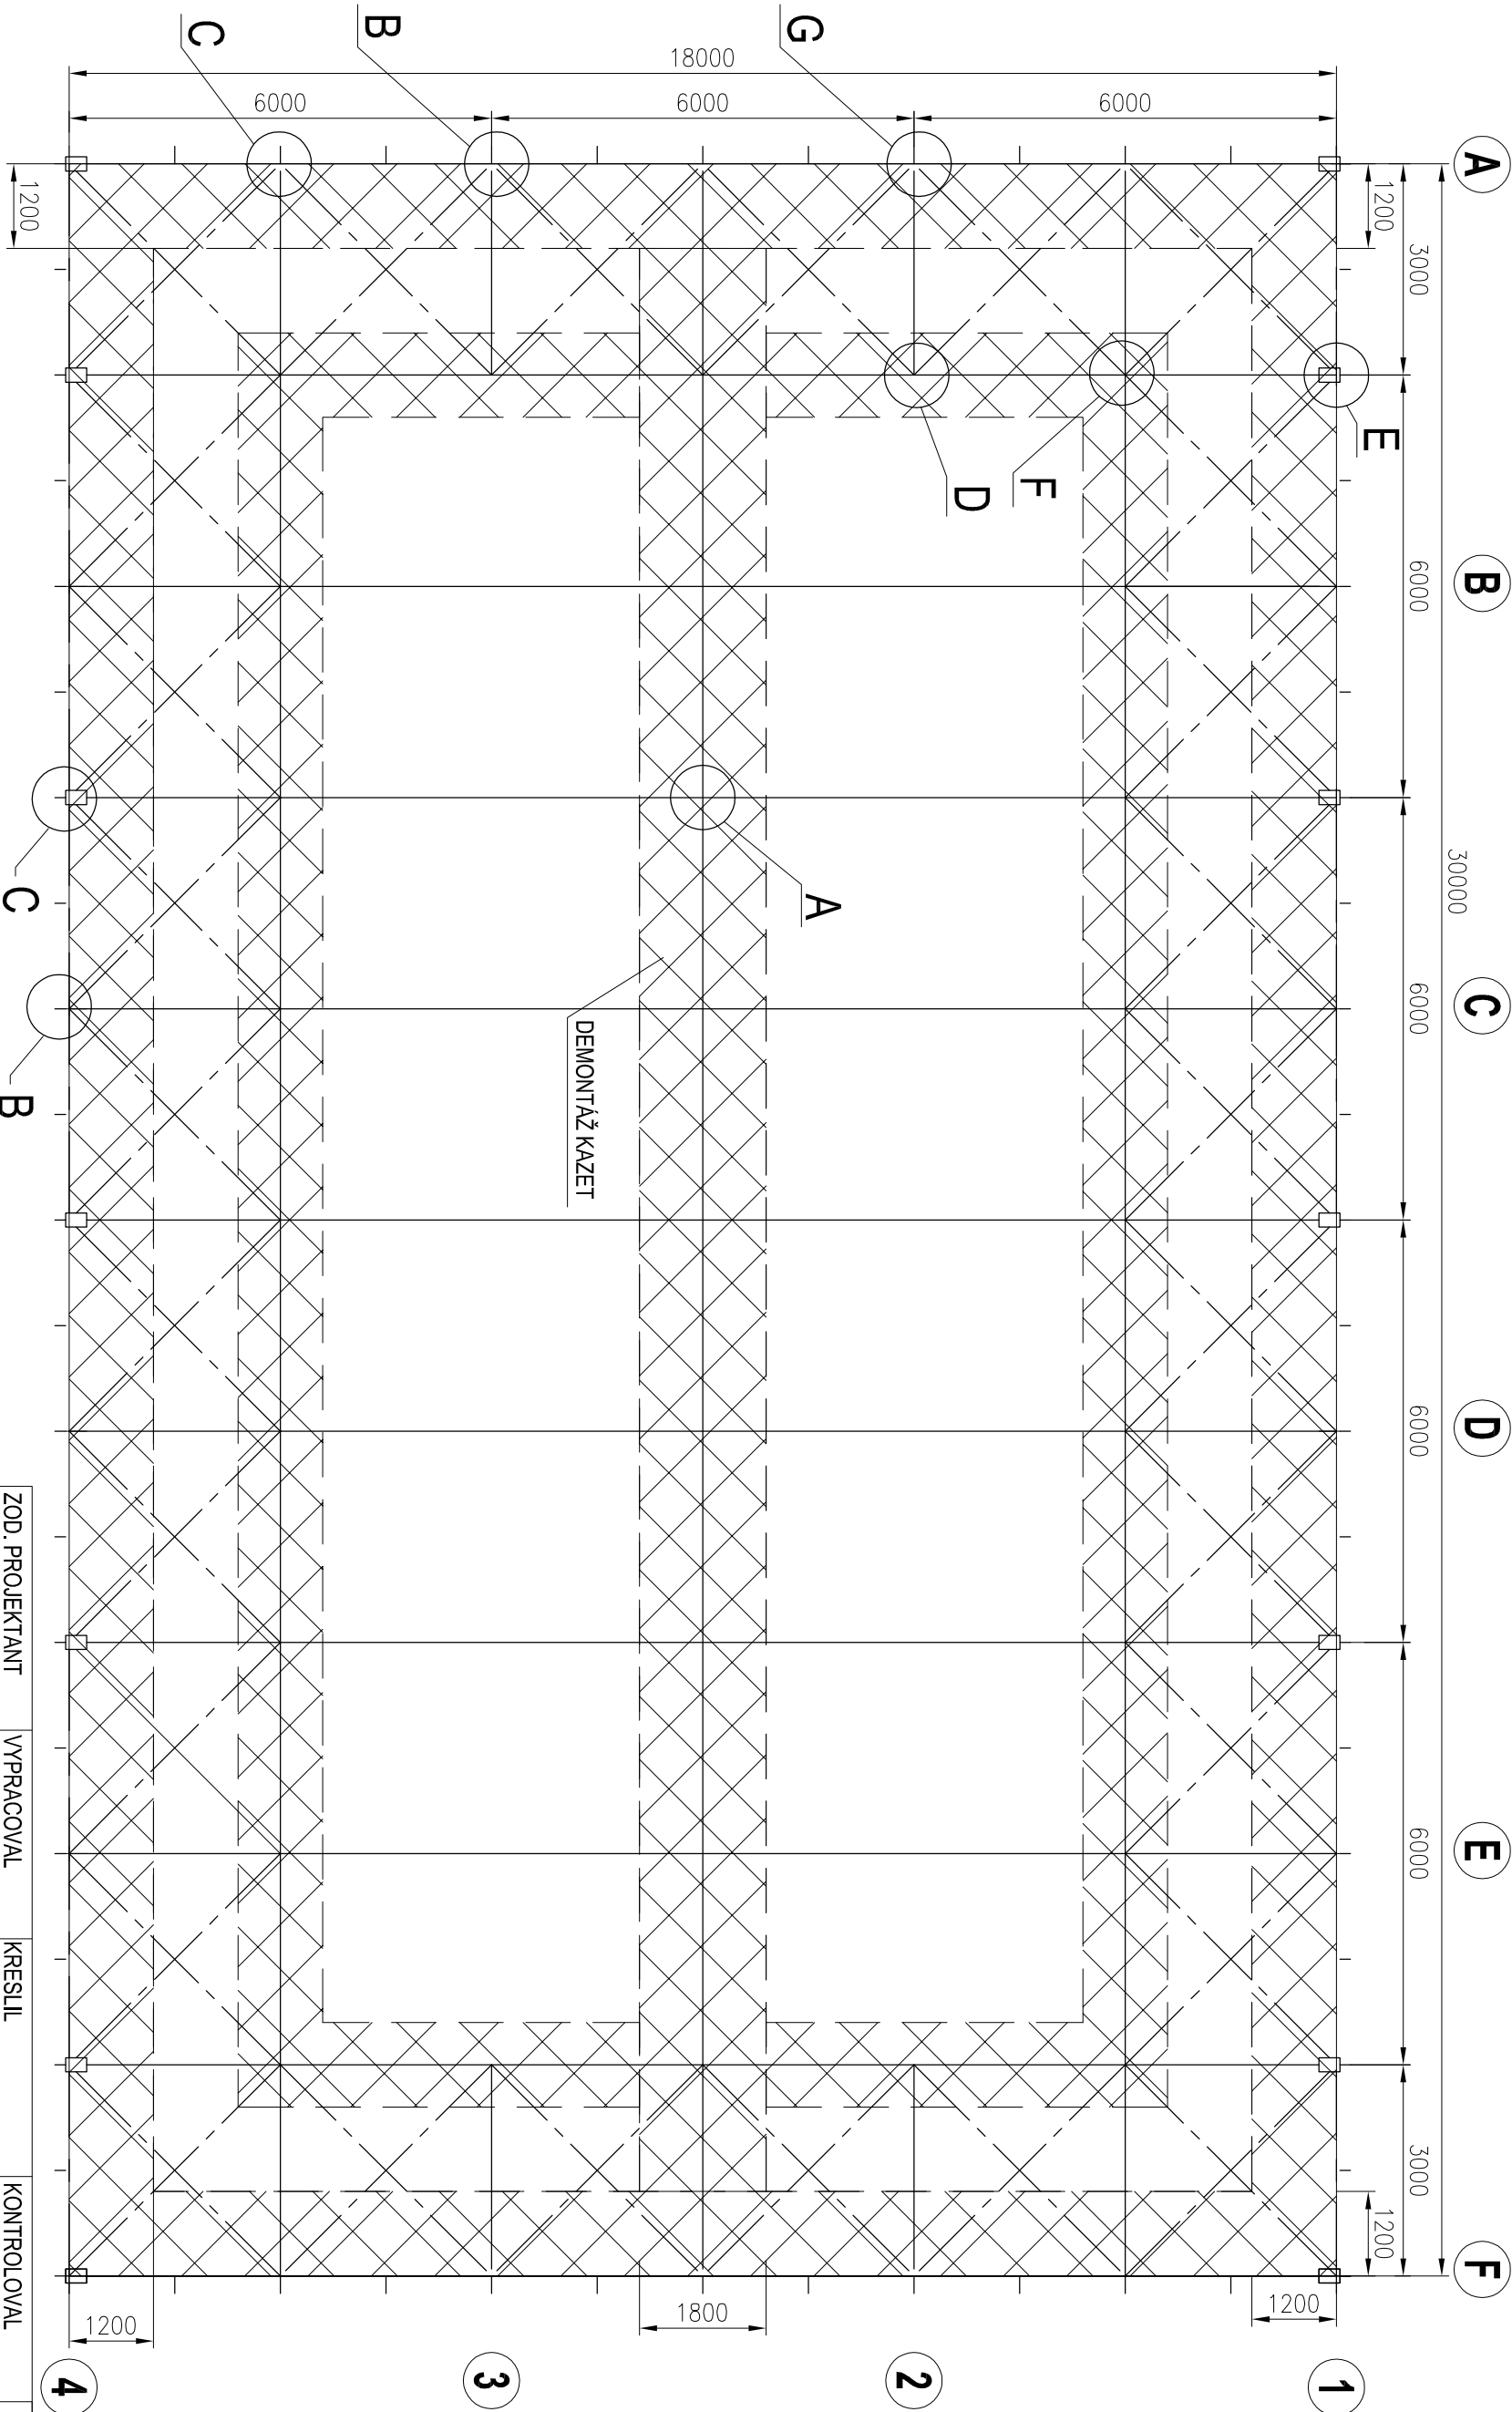 A
B
C
D
E
F
30000
3000
6000
6000
6000
6000
3000
1200
1200
E
F
D
G
B
C
A
DEMONTÁŽ KAZET
18000
6000
6000
6000
1200
1200
1800
1200
1
2
3
4
C
B
ZOD. PROJEKTANT
VYPRACOVAL
KRESLIL
KONTROLOVAL